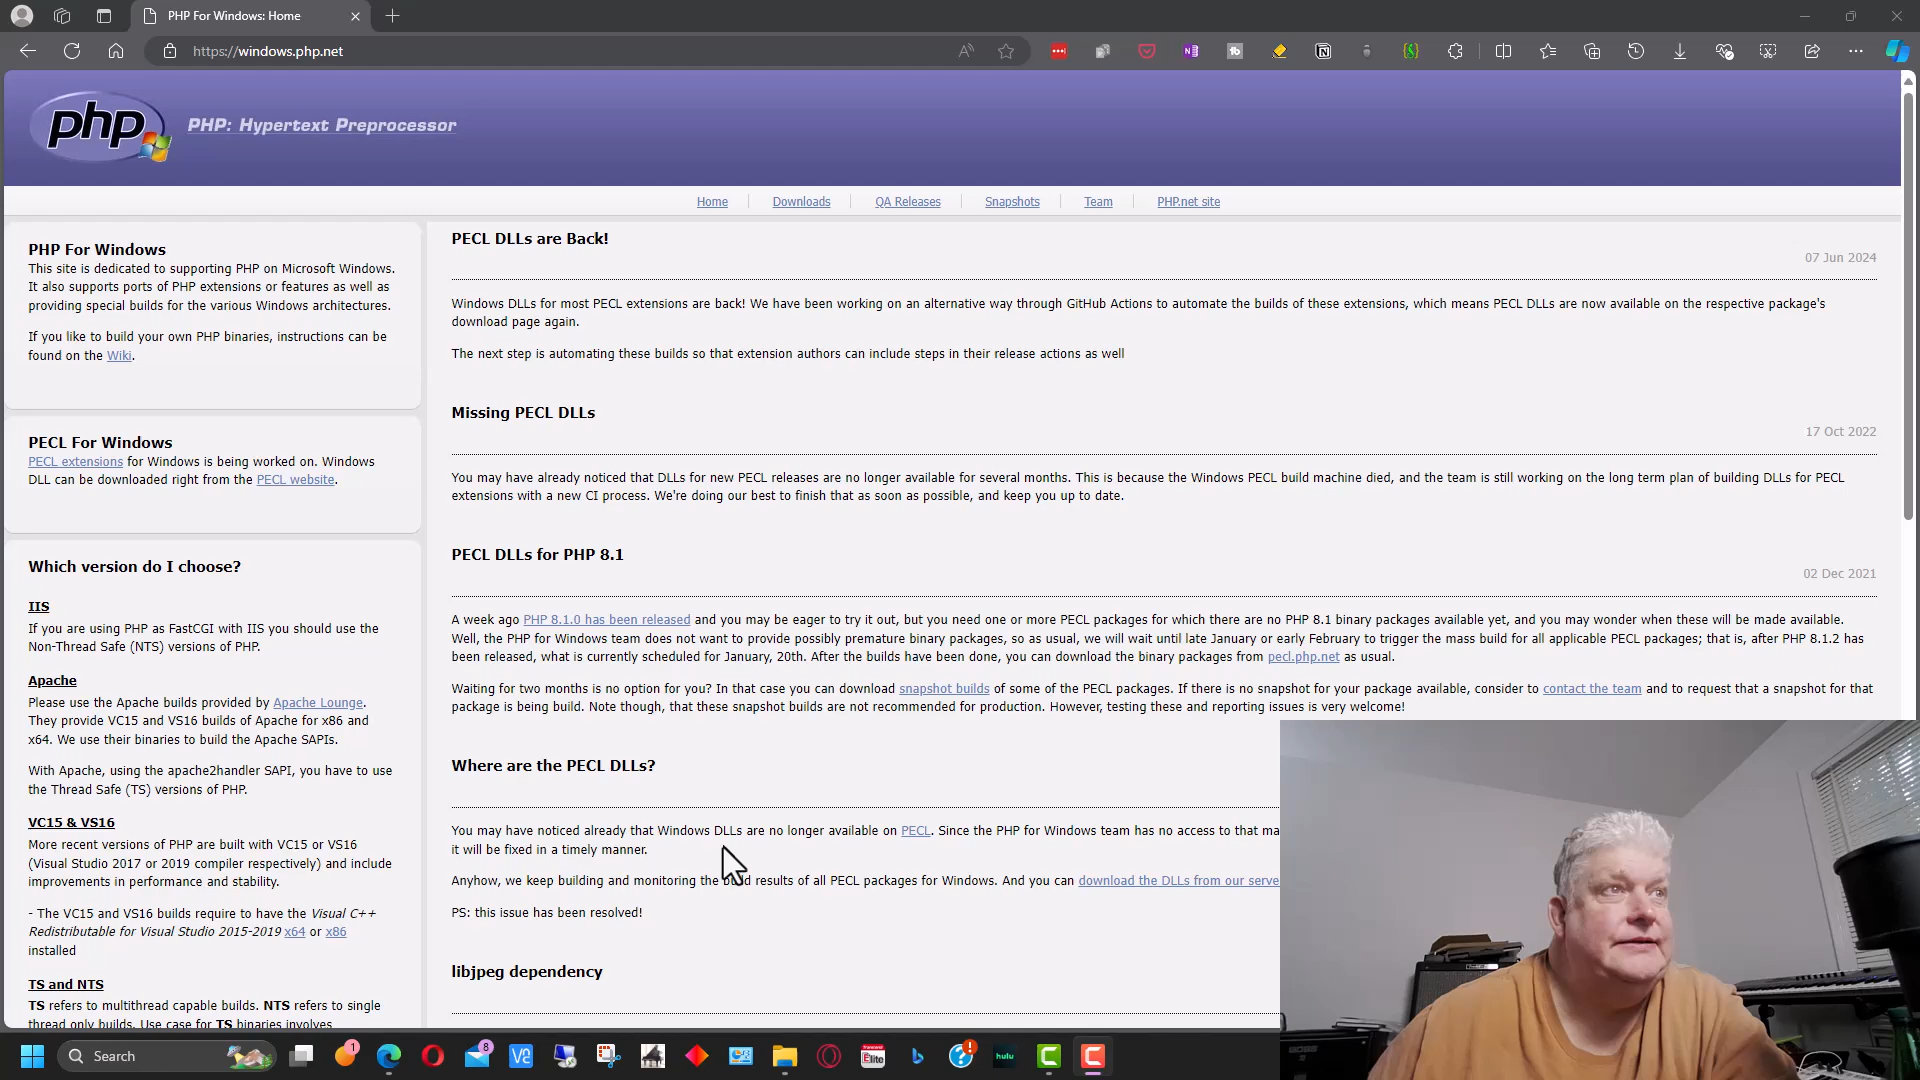 PHP For Windows: Home
https://windows.php.net
php
PHP: Hypertext Preprocessor
Home
Downloads
QA Releases
Snapshots
Team
PHP.net site
PHP For Windows
This site is dedicated to supporting PHP on Microsoft Windows.
It also supports ports of PHP extensions or features as well as
providing special builds for the various Windows architectures.
If you like to build your own PHP binaries, instructions can be
found on the Wiki.
PECL For Windows
PECL extensions for Windows is being worked on. Windows
DLL can be downloaded right from the PECL website.
Which version do I choose?
IIS
If you are using PHP as FastCGI with IIS you should use the
Non-Thread Safe (NTS) versions of PHP.
Apache
Please use the Apache builds provided by Apache Lounge.
They provide VC15 and VS16 builds of Apache for x86 and
x64. We use their binaries to build the Apache SAPIs.
With Apache, using the apache2handler SAPI, you have to use
the Thread Safe (TS) versions of PHP.
VC15 & VS16
More recent versions of PHP are built with VC15 or VS16
(Visual Studio 2017 or 2019 compiler respectively) and include
improvements in performance and stability.
- The VC15 and VS16 builds require to have the Visual C++
Redistributable for Visual Studio 2015-2019 x64 or x86
installed
TS and NTS
TS refers to multithread capable builds. NTS refers to single
thread only builds. Use case for TS binaries involves
PECL DLLs are Back!
07 Jun 2024
Windows DLLs for most PECL extensions are back! We have been working on an alternative way through GitHub Actions to automate the builds of these extensions, which means PECL DLLs are now available on the respective package's
download page again.
The next step is automating these builds so that extension authors can include steps in their release actions as well
Missing PECL DLLs
17 Oct 2022
You may have already noticed that DLLs for new PECL releases are no longer available for several months. This is because the Windows PECL build machine died, and the team is still working on the long term plan of building DLLs for PECL
extensions with a new CI process. We're doing our best to finish that as soon as possible, and keep you up to date.
PECL DLLs for PHP 8.1
02 Dec 2021
A week ago PHP 8.1.0 has been released and you may be eager to try it out, but you need one or more PECL packages for which there are no PHP 8.1 binary packages available yet, and you may wonder when these will be made available.
Well, the PHP for Windows team does not want to provide possibly premature binary packages, so as usual, we will wait until late January or early February to trigger the mass build for all applicable PECL packages; that is, after PHP 8.1.2 has
been released, what is currently scheduled for January, 20th. After the builds have been done, you can download the binary packages from pecl.php.net as usual.
Waiting for two months is no option for you? In that case you can download snapshot builds of some of the PECL packages. If there is no snapshot for your package available, consider to contact the team and to request that a snapshot for that
package is being build. Note though, that these snapshot builds are not recommended for production. However, testing these and reporting issues is very welcome!
Where are the PECL DLLs?
You may have noticed already that Windows DLLs are no longer available on PECL. Since the PHP for Windows team has no access to that ma
it will be fixed in a timely manner.
Anyhow, we keep building and monitoring the build results of all PECL packages for Windows. And you can download the DLLs from our serve
PS: this issue has been resolved!
libjpeg dependency
Search
1
8
Elite
hulu